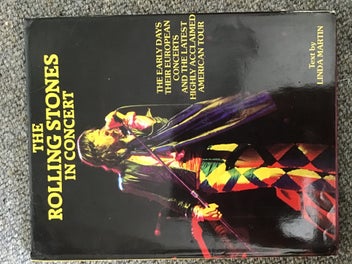 THE
ROLLING STONES
IN CONCERT
THE EARLY DAYS
THEIR EUROPEAN
CONCERTS
AND THE LATEST
HIGHLY ACCLAIMED
AMERICAN TOUR
Text by
LINDA MARTIN